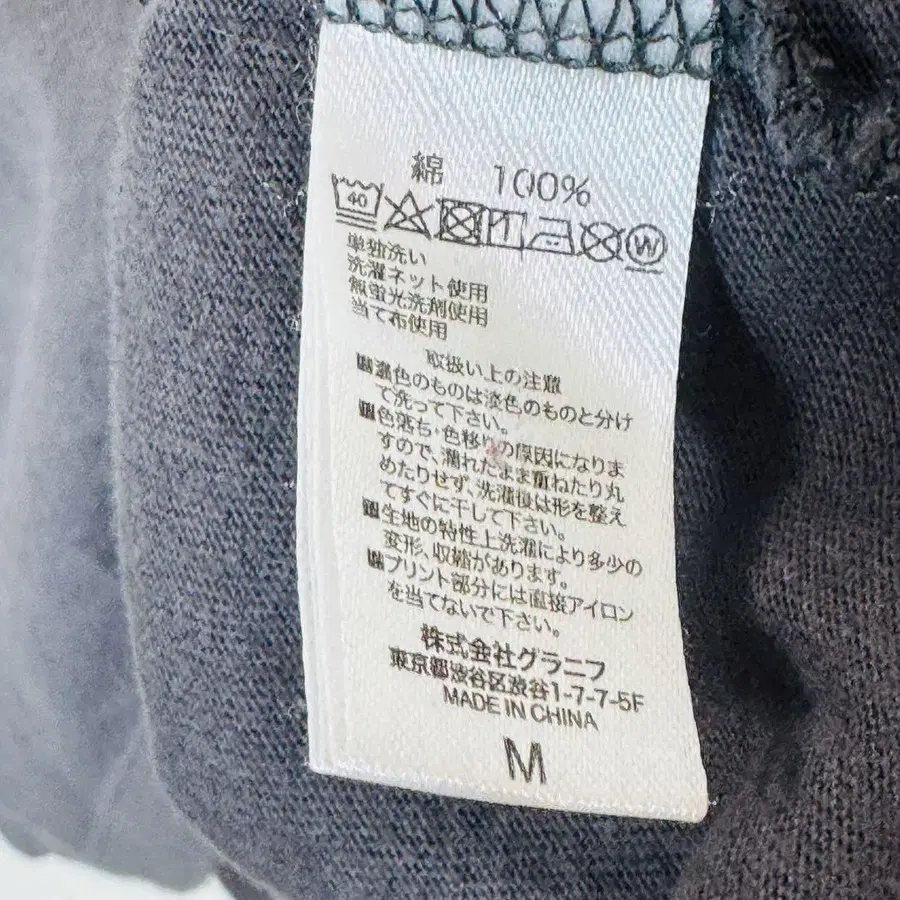 綿 100%
40 W
単独洗い
洗濯ネット使用
無蛍光洗剤使用
当て布使用
取扱い上の注意
■濃色のものは淡色のものと分け
て洗って下さい。
■色落ち・色移りの原因になりま
すので、濡れたまま重ねたり丸
めたりせず、洗濯後は形を整え
てすぐに干して下さい。
■生地の特性上洗濯により多少の
変形、収縮があります。
■プリント部分には直接アイロン
を当てないで下さい。
株式会社グラニフ
東京都渋谷区渋谷1-7-7-5F
MADE IN CHINA
M